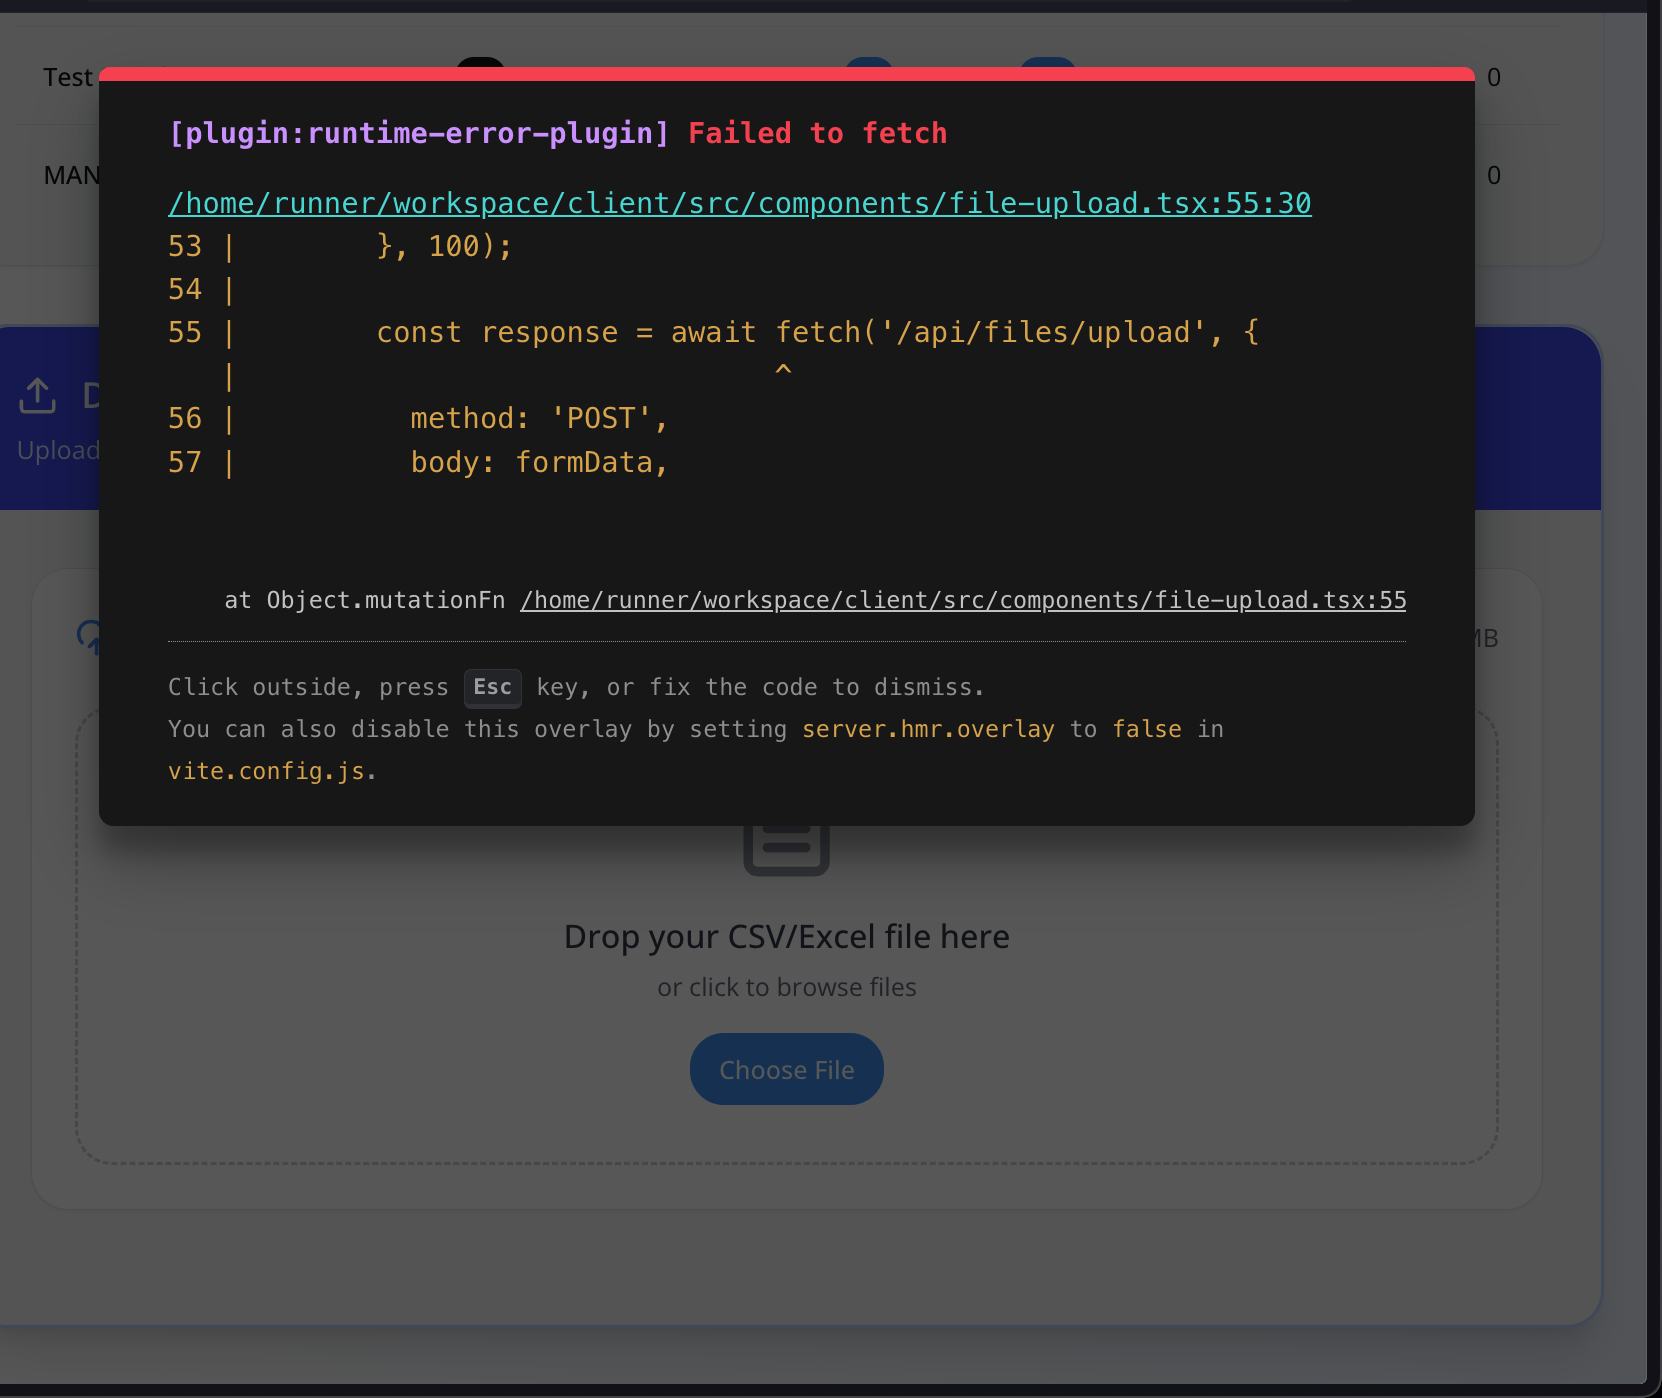 Test
0
[plugin:runtime-error-plugin] Failed to fetch
MAN
0
/home/runner/workspace/client/src/components/file-upload.tsx:55:30
53 |        }, 100);
54 |
55 |        const response = await fetch('/api/files/upload', {
   |                               ^
56 |          method: 'POST',
57 |          body: formData,
Upload
at Object.mutationFn /home/runner/workspace/client/src/components/file-upload.tsx:55
MB
Click outside, press Esc key, or fix the code to dismiss.
You can also disable this overlay by setting server.hmr.overlay to false in
vite.config.js.
Drop your CSV/Excel file here
or click to browse files
Choose File